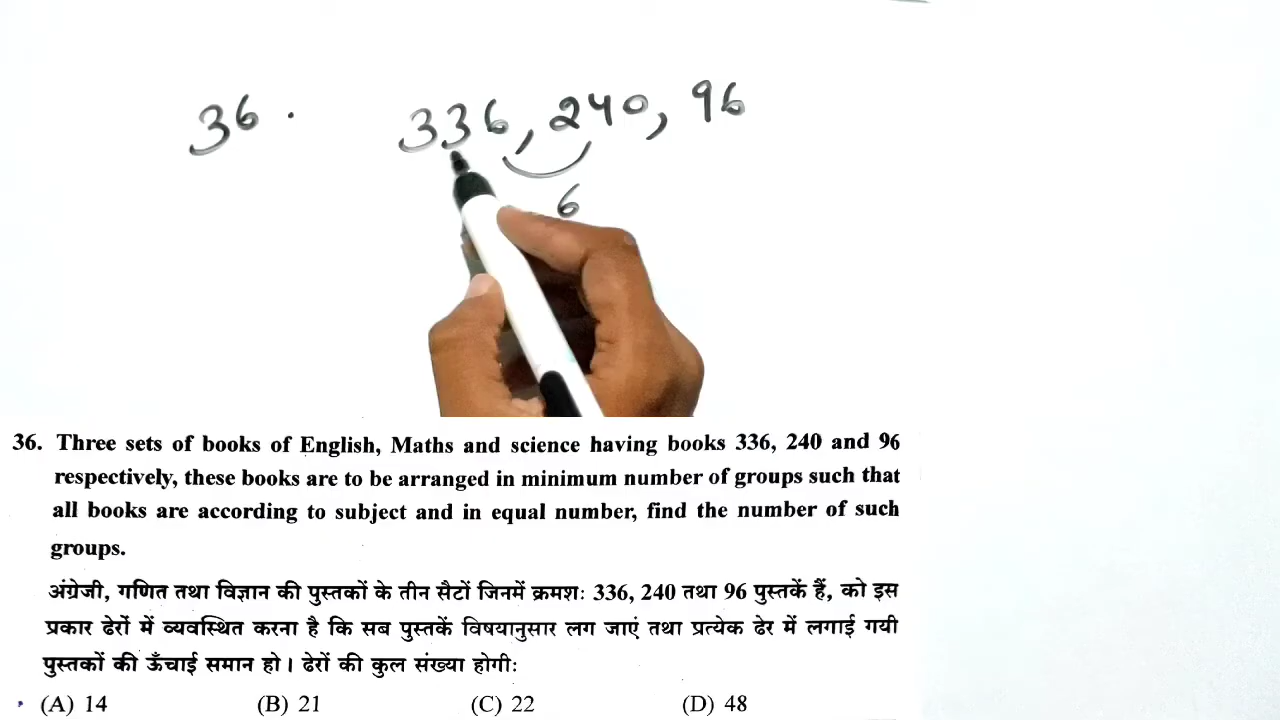 36. 336, 240, 96
6
36. Three sets of books of English, Maths and science having books 336, 240 and 96
respectively, these books are to be arranged in minimum number of groups such that
all books are according to subject and in equal number, find the number of such
groups.
अंग्रेजी, गणित तथा विज्ञान की पुस्तकों के तीन सैटों जिनमें क्रमशः 336, 240 तथा 96 पुस्तकें हैं, को इस
प्रकार ढेरों में व्यवस्थित करना है कि सब पुस्तकें विषयानुसार लग जाएं तथा प्रत्येक ढेर में लगाई गयी
पुस्तकों की ऊँचाई समान हो। ढेरों की कुल संख्या होगीः
(A) 14 (B) 21 (C) 22 (D) 48